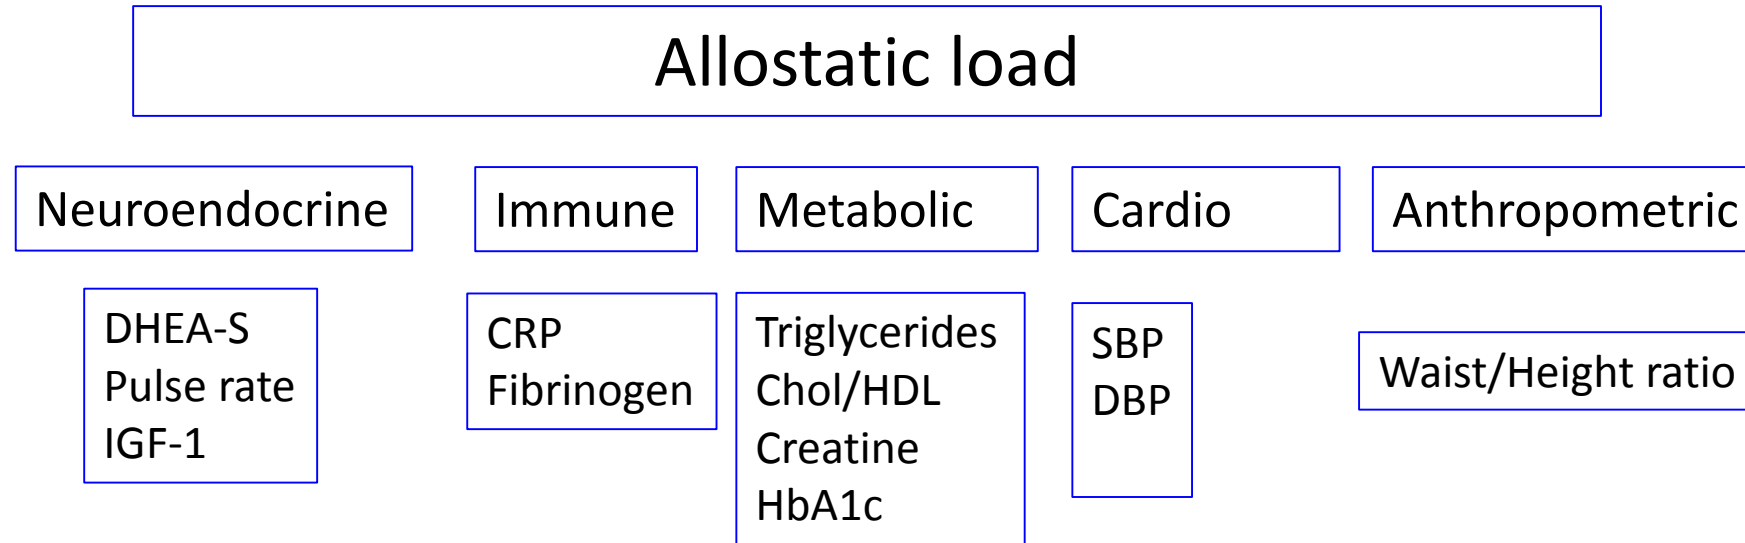 Allostatic load
Neuroendocrine
Immune
Metabolic
Cardio
Anthropometric
DHEA-S
Pulse rate
IGF-1
CRP
Fibrinogen
Triglycerides
Chol/HDL
Creatine
HbA1c
SBP
DBP
Waist/Height ratio